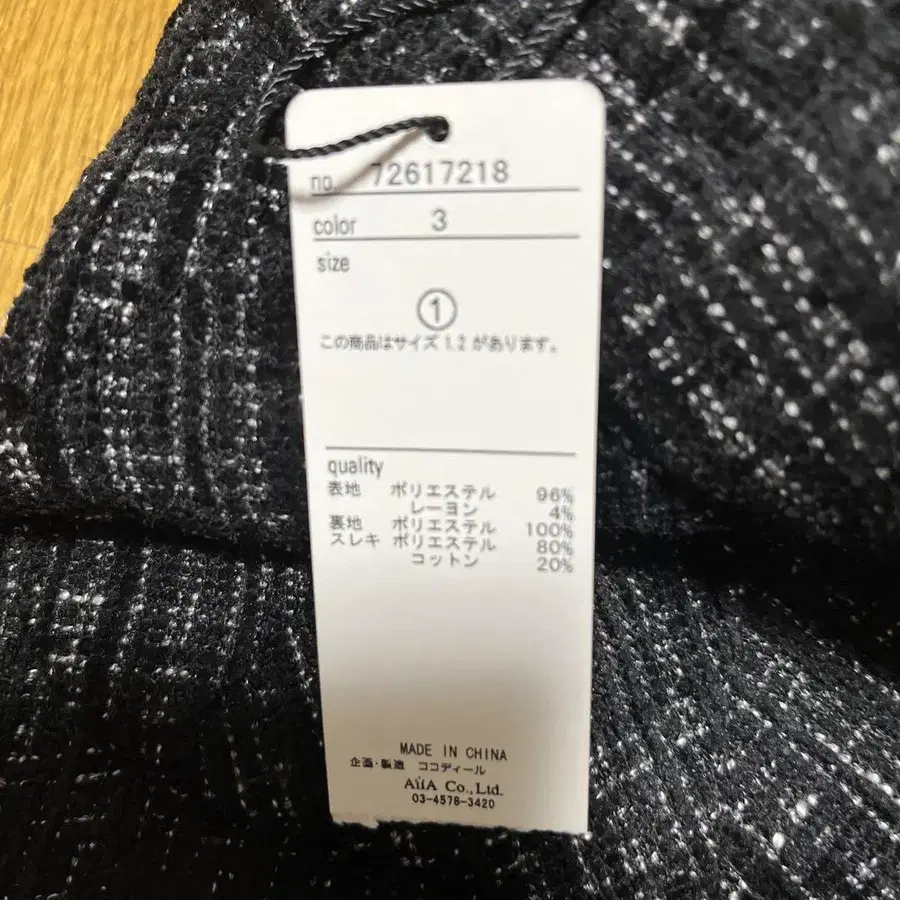 no. 72617218
color 3
size
①
この商品はサイズ 1.2 があります。
quality
表地 ポリエステル 96%
レーヨン 4%
裏地 ポリエステル 100%
スレキ ポリエステル 80%
コットン 20%
MADE IN CHINA
企画・製造 ココディール
AiiA Co.,Ltd.
03-4576-3420